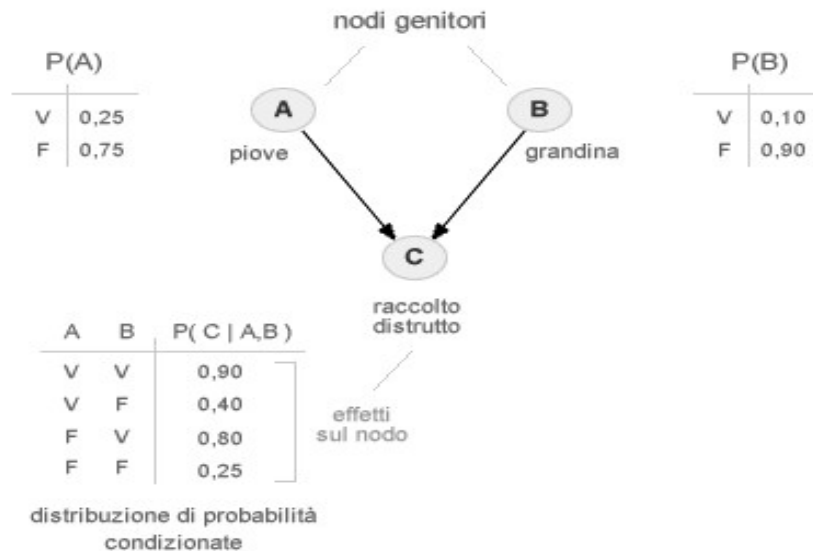 nodi genitori
P(A)
V 0,25
F 0,75
A
piove
B
grandina
P(B)
V 0,10
F 0,90
C
raccolto
distrutto
A B P( C | A,B )
V V 0,90
V F 0,40
F V 0,80
F F 0,25
effetti
sul nodo
distribuzione di probabilità
condizionate